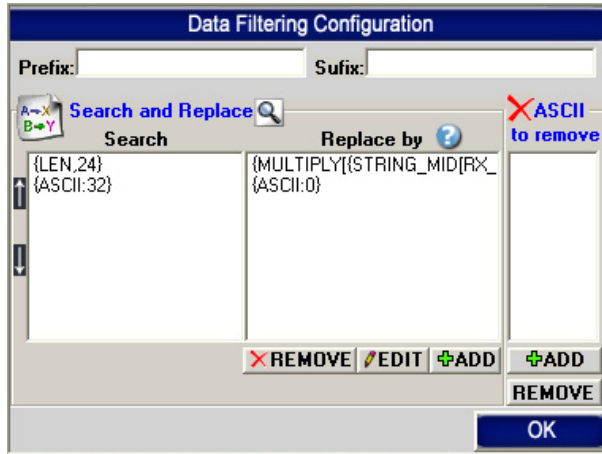 Data Filtering Configuration
Prefix: Sufix:
A→X
B→Y
Search and Replace
ASCII
to remove
Search Replace by ?
{LEN,24} {MULTIPLY[{STRING_MID[RX_
{ASCII:32} {ASCII:0}
REMOVE EDIT ADD ADD
REMOVE
OK